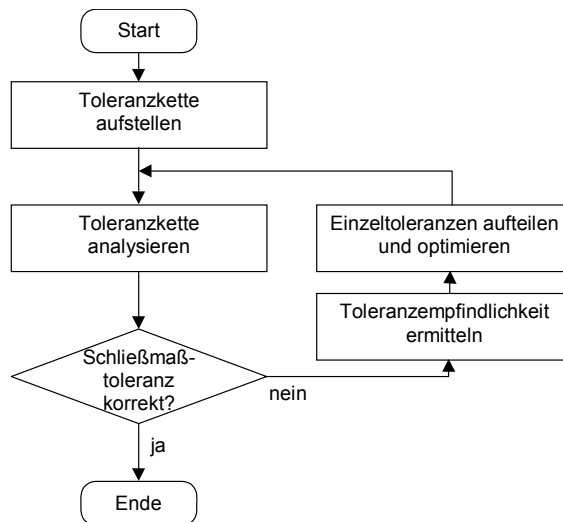 Start
Toleranzkette
aufstellen
Toleranzkette
analysieren
Einzeltoleranzen aufteilen
und optimieren
Toleranzempfindlichkeit
ermitteln
Schließmaß-
toleranz
korrekt?
nein
ja
Ende